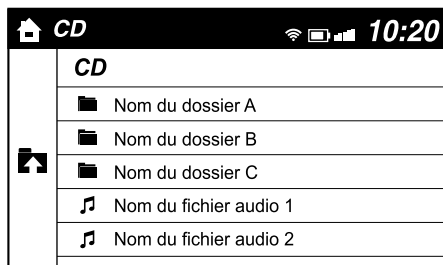 CD
10:20
CD
Nom du dossier A
Nom du dossier B
Nom du dossier C
Nom du fichier audio 1
Nom du fichier audio 2